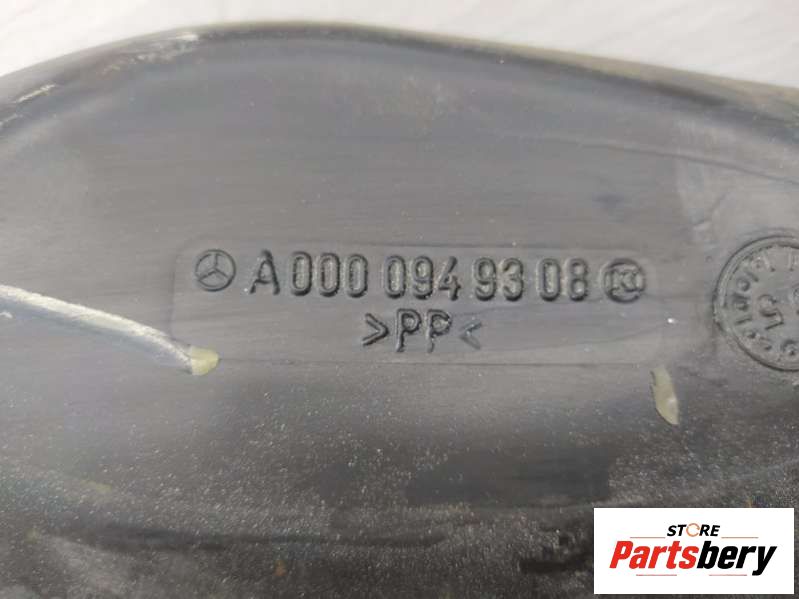 A 000 094 93 08
>PP<
STORE
Partsbery